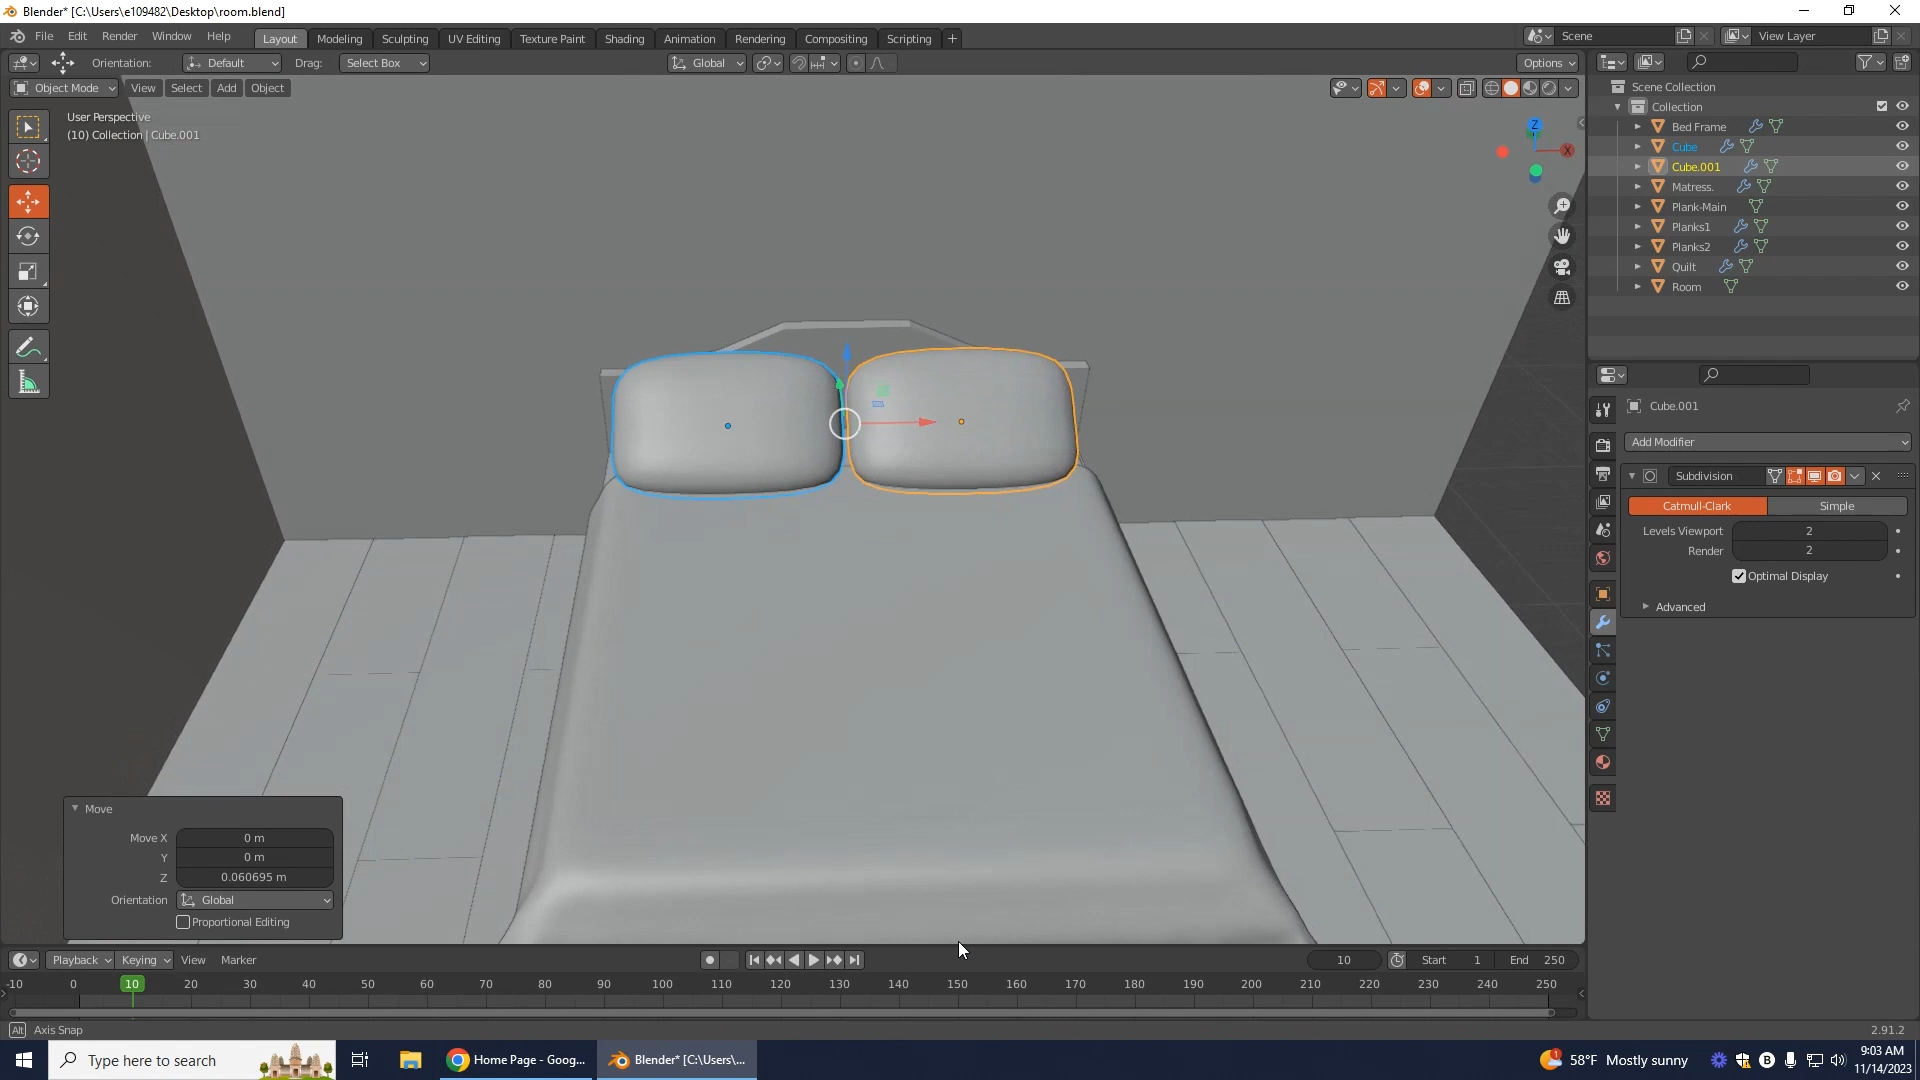 Blender* [C:\Users\e109482\Desktop\room.blend]
File Edit Render Window Help Layout Modeling Sculpting UV Editing Texture Paint Shading Animation Rendering Compositing Scripting + Scene View Layer
Orientation: Default Drag: Select Box Global Options
Object Mode View Select Add Object
User Perspective
(10) Collection | Cube.001
Z
X
Scene Collection
Collection
Bed Frame
Cube
Cube.001
Matress.
Plank-Main
Planks1
Planks2
Quilt
Room
Cube.001
Add Modifier
Subdivision
Catmull-Clark Simple
Levels Viewport 2
Render 2
Optimal Display
Advanced
Move
Move X 0 m
Y 0 m
Z 0.060695 m
Orientation Global
Proportional Editing
Playback Keying View Marker 10 Start 1 End 250
-10 0 10 20 30 40 50 60 70 80 90 100 110 120 130 140 150 160 170 180 190 200 210 220 230 240 250
Alt Axis Snap 2.91.2
Type here to search Home Page - Goog... Blender* [C:\Users\... 1 58°F Mostly sunny 9:03 AM
11/14/2023